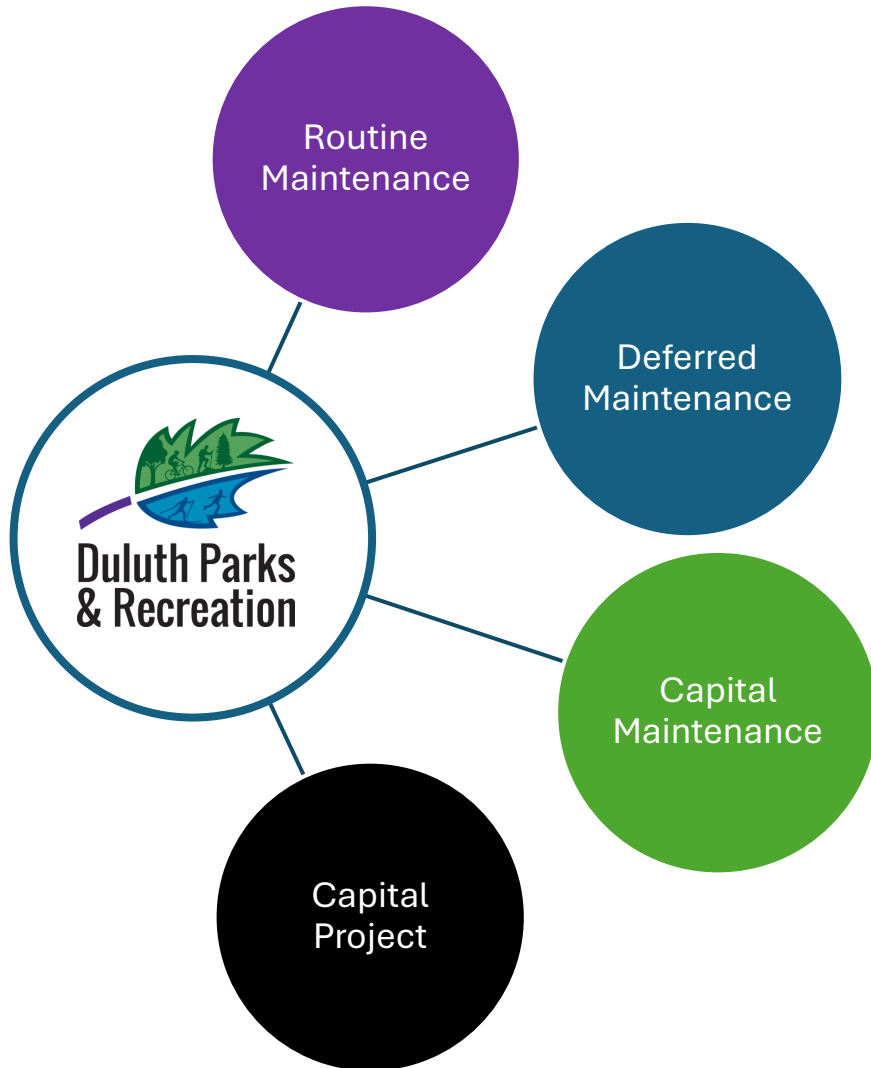 Routine
Maintenance
Deferred
Maintenance
Duluth Parks
& Recreation
Capital
Maintenance
Capital
Project